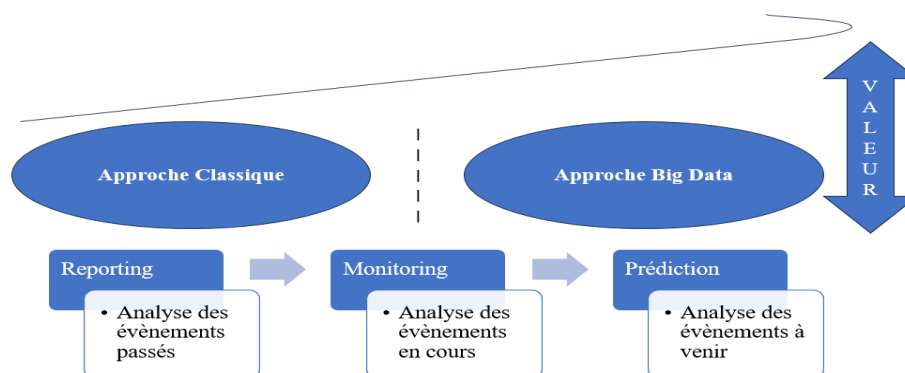 VALEUR
Approche Classique
Approche Big Data
Reporting
• Analyse des
évènements
passés
Monitoring
• Analyse des
évènements
en cours
Prédiction
• Analyse des
évènements à
venir